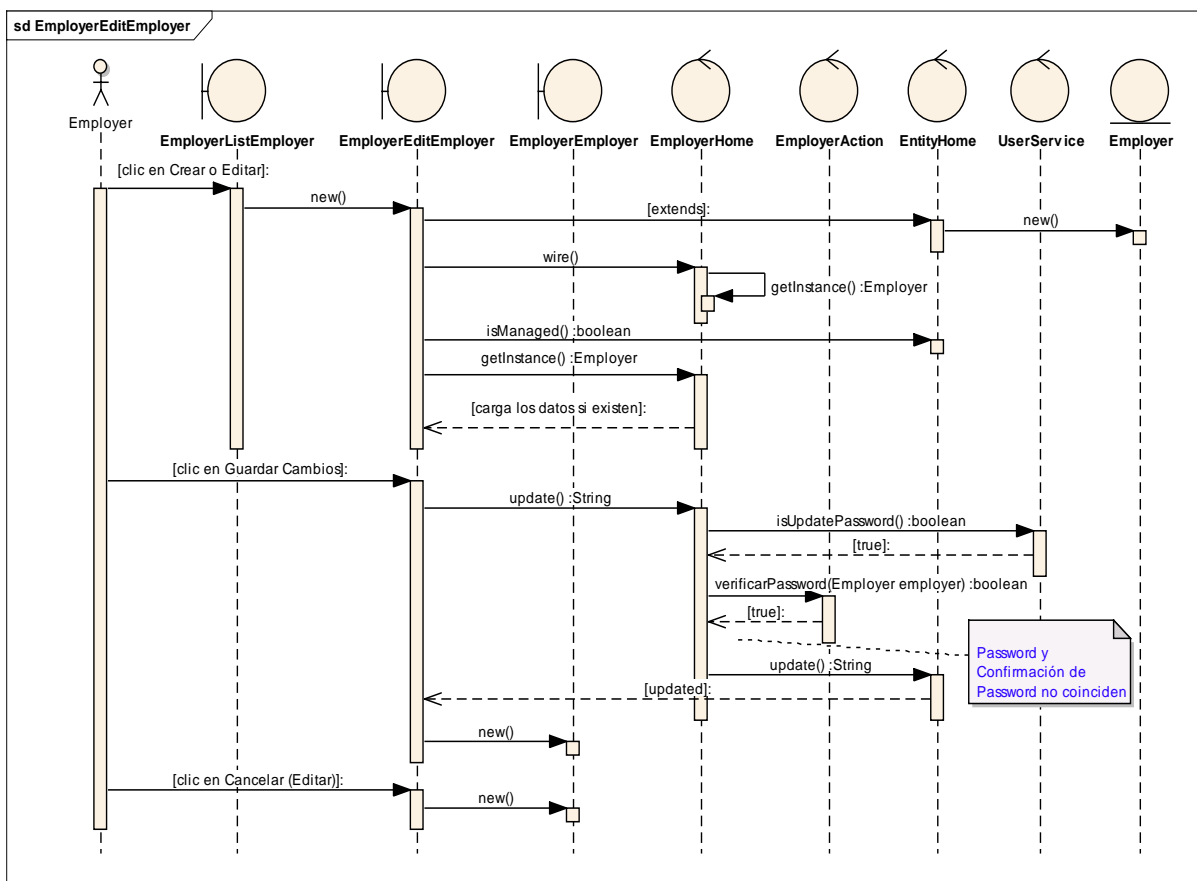 sd EmployerEditEmployer
Employer
EmployerListEmployer
EmployerEditEmployer
EmployerEmployer
EmployerHome
EmployerAction
EntityHome
UserService
Employer
[clic en Crear o Editar]:
new()
[extends]:
new()
wire()
getInstance() :Employer
isManaged() :boolean
getInstance() :Employer
[carga los datos si existen]:
[clic en Guardar Cambios]:
update() :String
isUpdatePassword() :boolean
[true]:
verificarPassword(Employer employer) :boolean
[true]:
Password y
Confirmación de
Password no coinciden
update() :String
[updated]:
new()
[clic en Cancelar (Editar)]:
new()